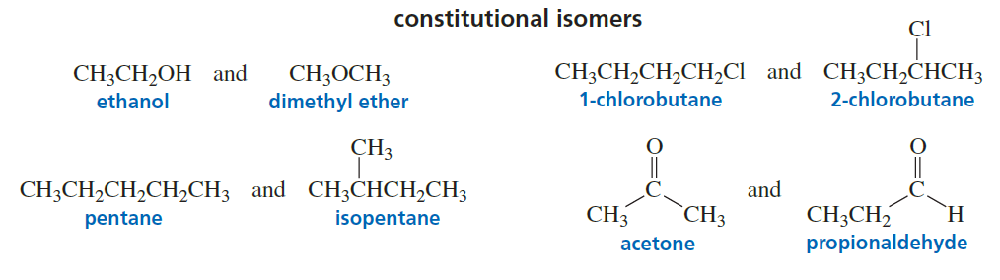 constitutional isomers
CH₃CH₂OH and CH₃OCH₃
ethanol dimethyl ether
Cl
CH₃CH₂CH₂CH₂Cl and CH₃CH₂CHCH₃
1-chlorobutane 2-chlorobutane
CH₃
CH₃CH₂CH₂CH₂CH₃ and CH₃CHCH₂CH₃
pentane isopentane
O O
C and C
CH₃ CH₃ CH₃CH₂ H
acetone propionaldehyde